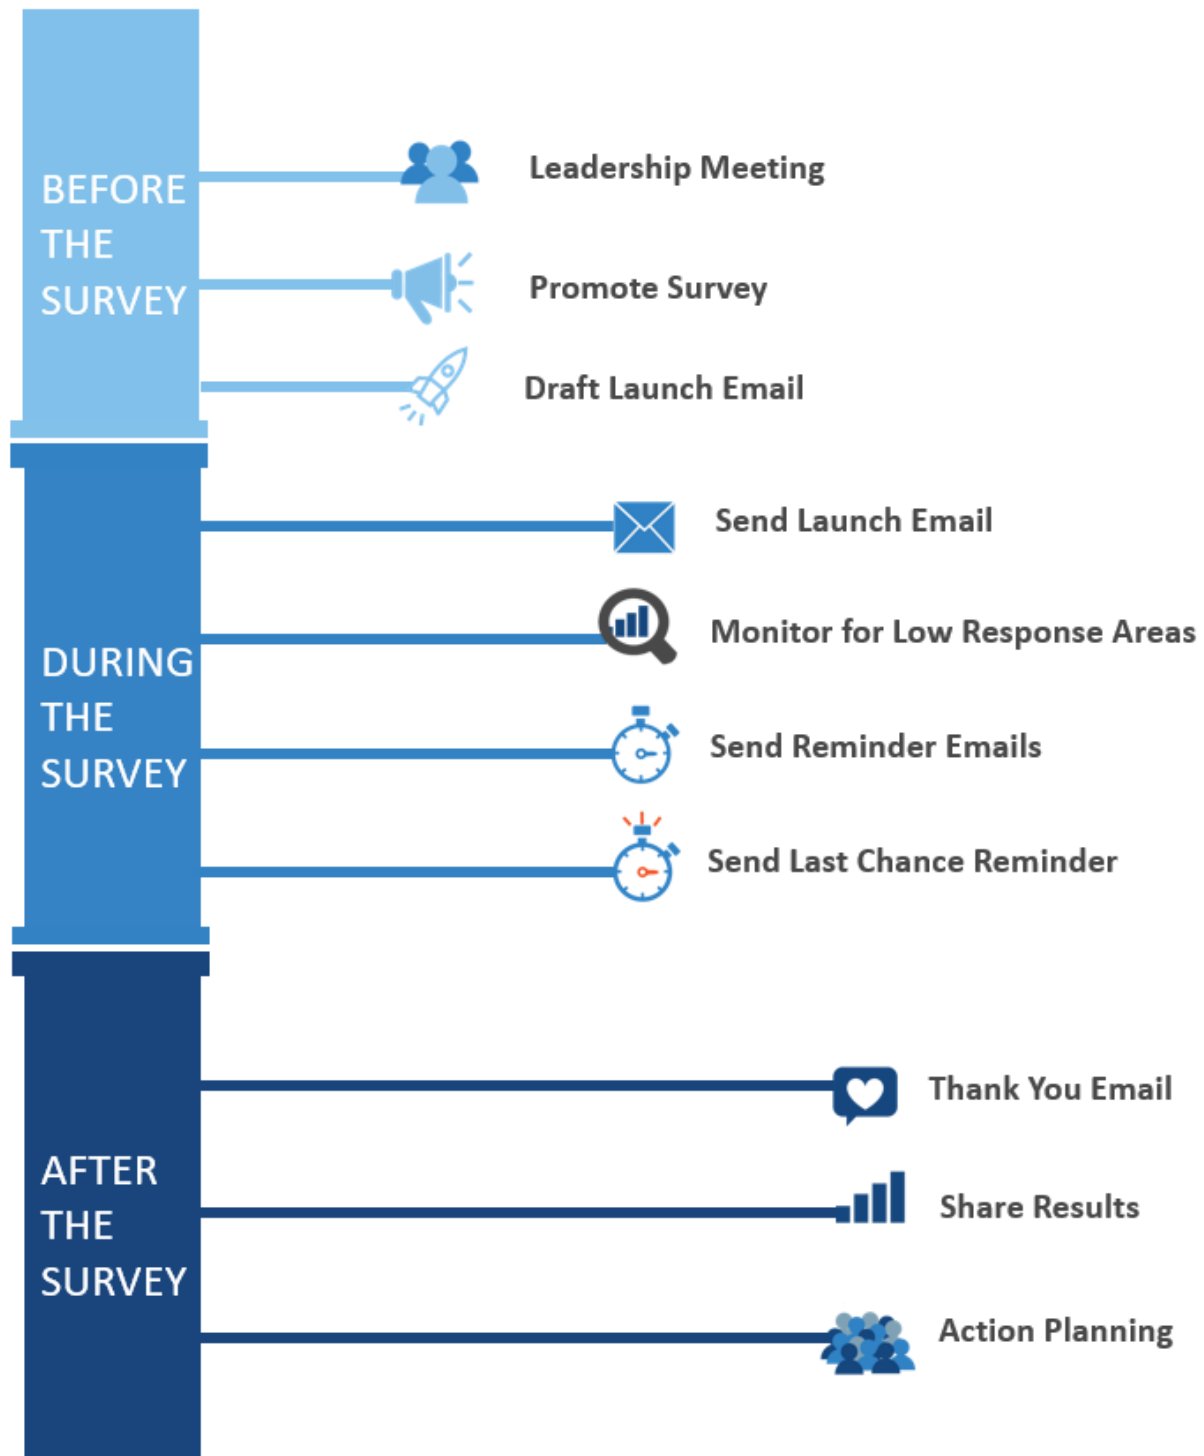 BEFORE
THE
SURVEY
Leadership Meeting
Promote Survey
Draft Launch Email
DURING
THE
SURVEY
Send Launch Email
Monitor for Low Response Areas
Send Reminder Emails
Send Last Chance Reminder
AFTER
THE
SURVEY
Thank You Email
Share Results
Action Planning